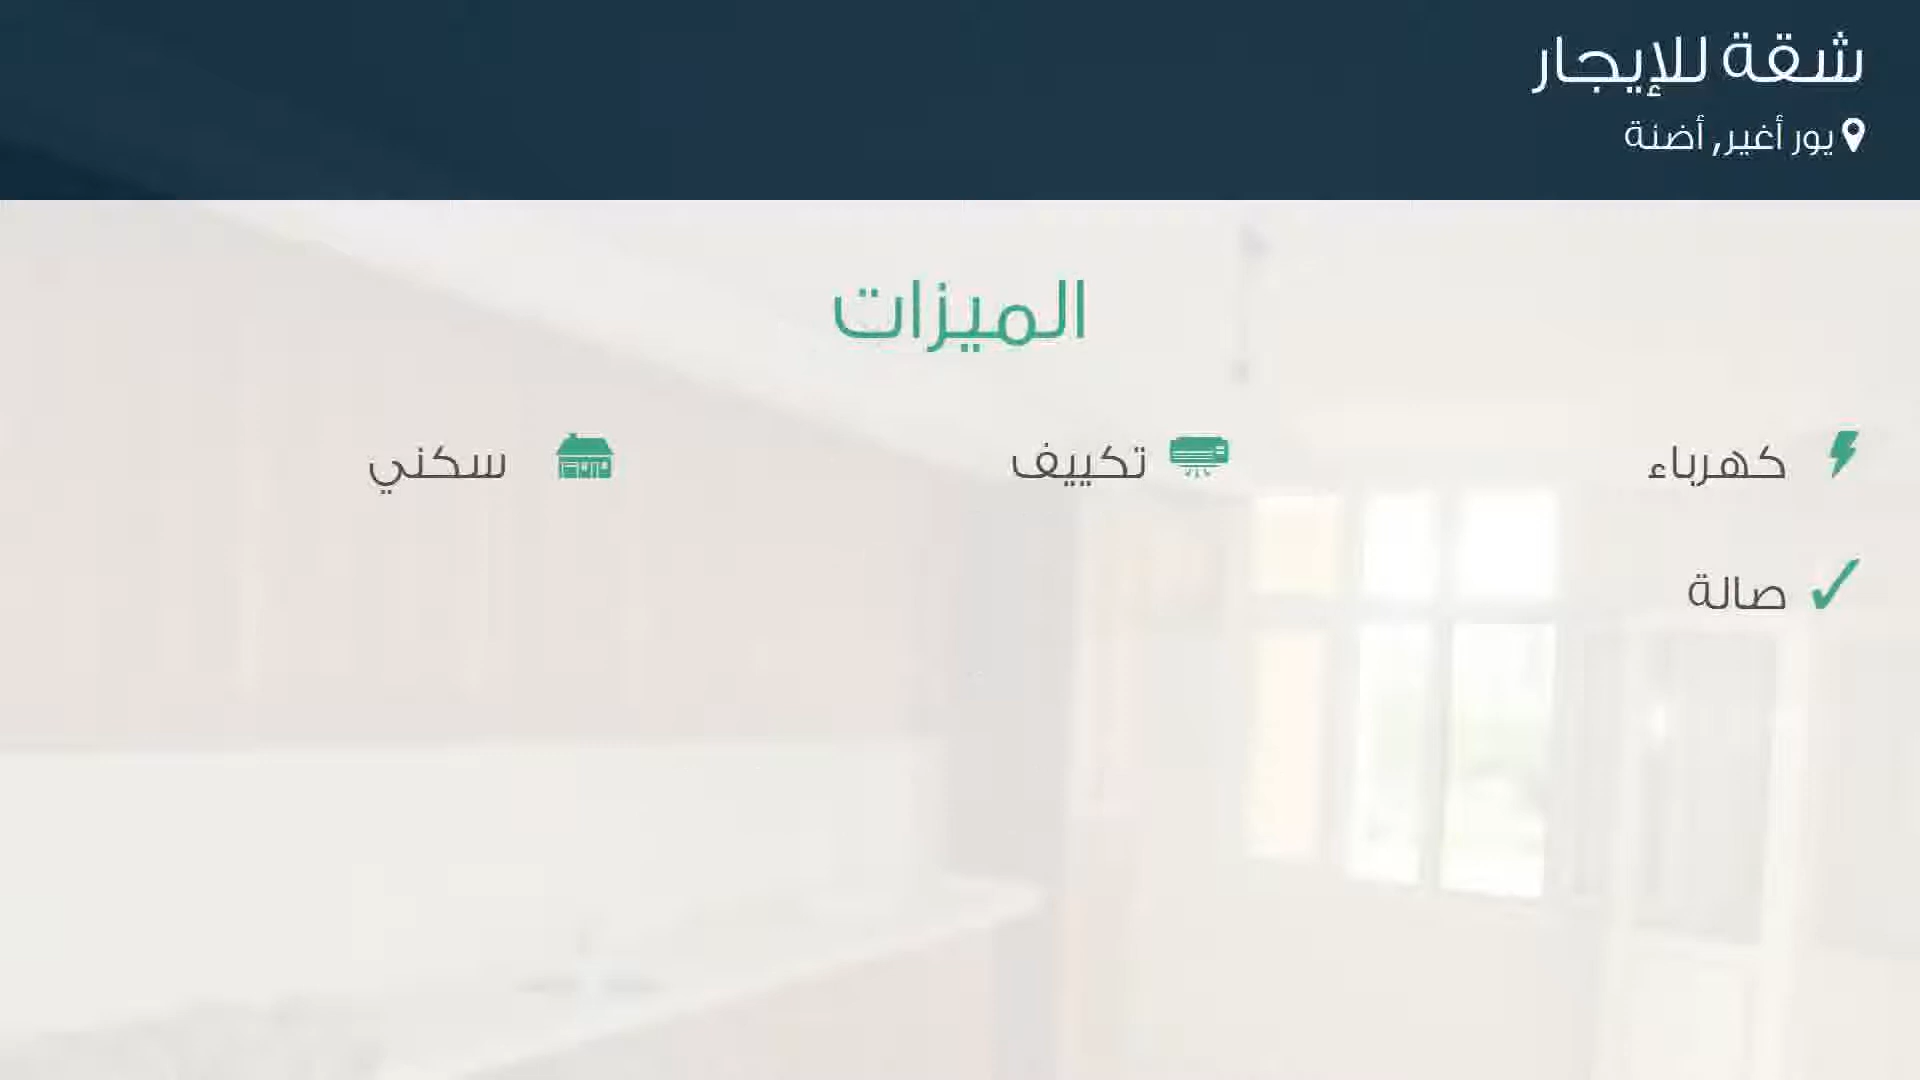 شقة للإيجار
يور أغير, أضنة
الميزات
كهرباء
تكييف
سكني
صالة